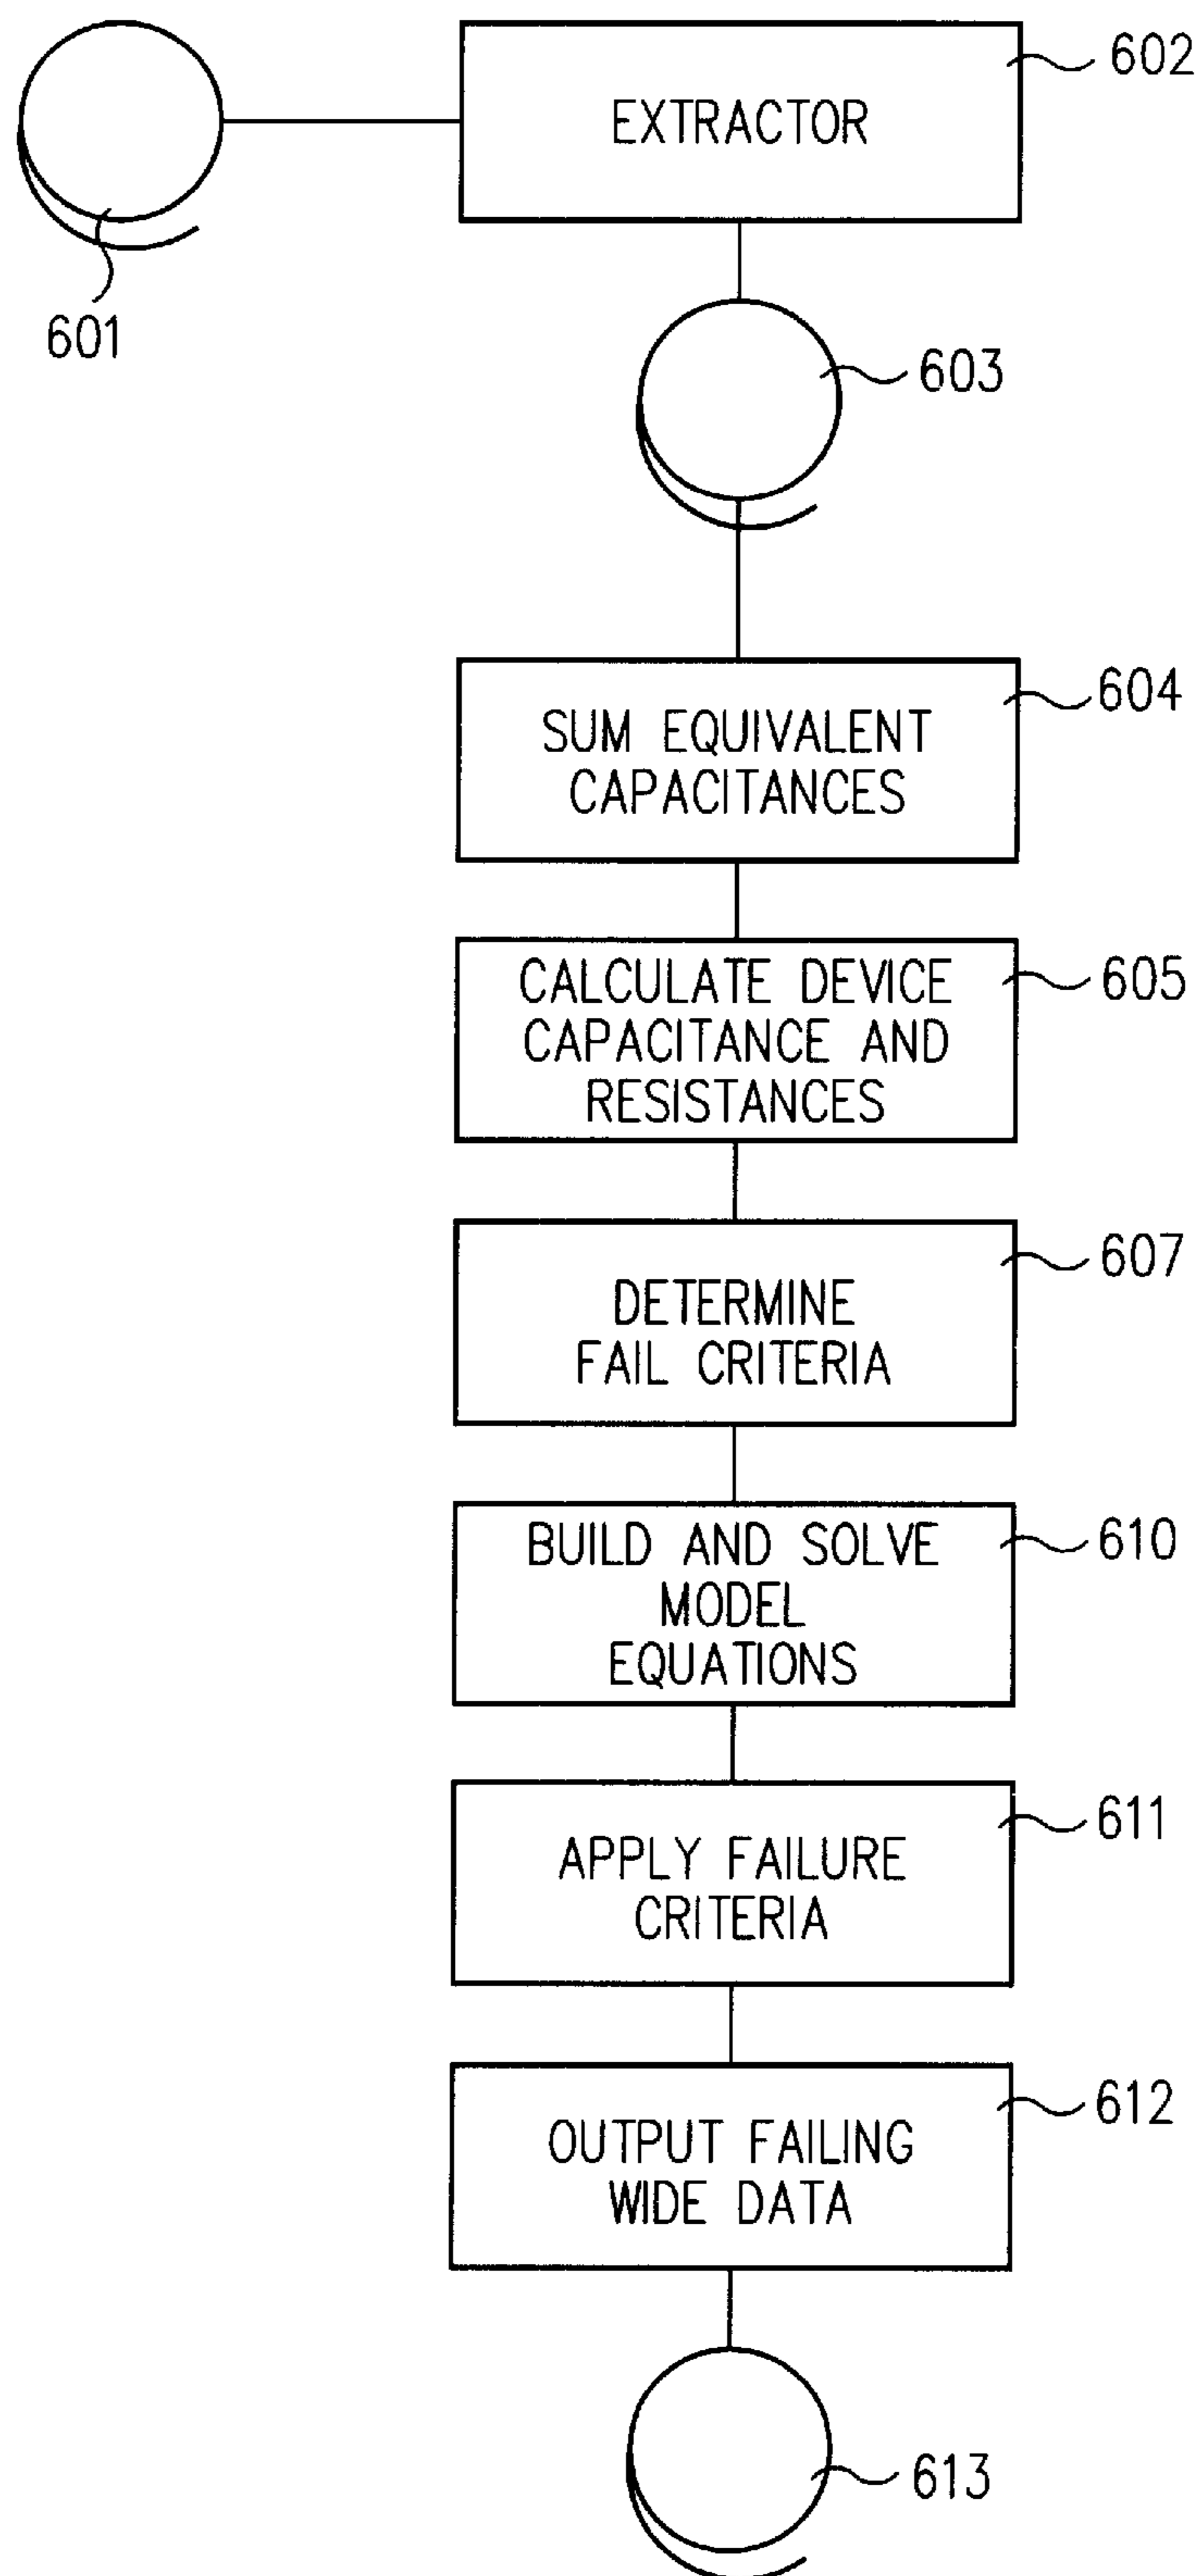 602
EXTRACTOR
601
603
604
SUM EQUIVALENT
CAPACITANCES
605
CALCULATE DEVICE
CAPACITANCE AND
RESISTANCES
607
DETERMINE
FAIL CRITERIA
610
BUILD AND SOLVE
MODEL
EQUATIONS
611
APPLY FAILURE
CRITERIA
612
OUTPUT FAILING
WIDE DATA
613